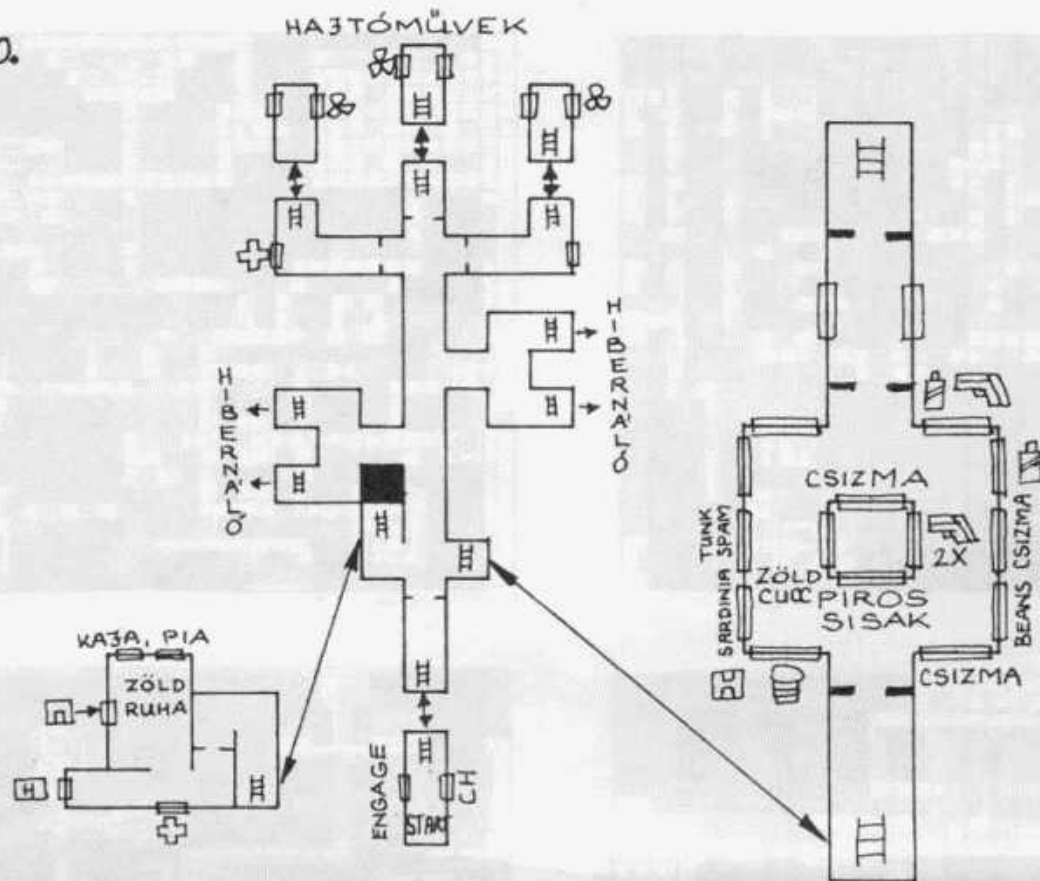 HAJTÓMŰVEK
HIBERNÁLÓ
HIBERNÁLÓ
CSIZMA
TUNK
SPAM
2X
CSIZMA
ZÖLD
CUR
PIROS
SISAK
SARDINIA
BEANS
CSIZMA
KAJA, PIA
ZÖLD
RUHA
H
ENGAGE
CH
START